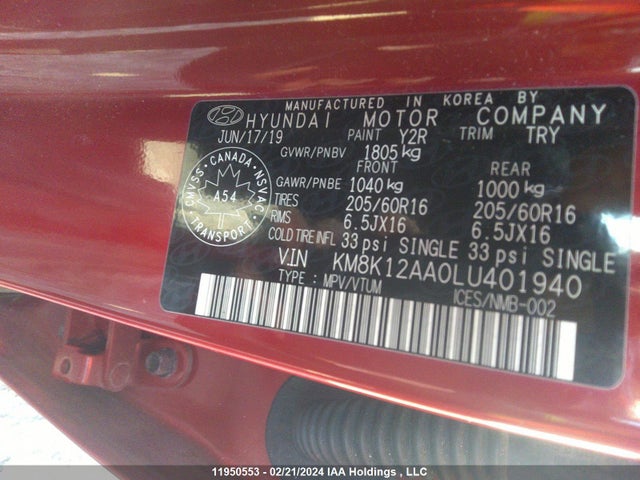 MANUFACTURED IN KOREA BY
HYUNDAI MOTOR COMPANY
JUN/17/19 PAINT Y2R TRIM TRY
GVWR/PNBV 1805 kg
FRONT REAR
GAWR/PNBE 1040 kg 1000 kg
TIRES 205/60R16 205/60R16
RIMS 6.5JX16 6.5JX16
COLD TIRE INFL 33 psi SINGLE 33 psi SINGLE
V.I.N KM8K12AA0LU401940
TYPE : MPV/VTUM ICES/NMB-002
CANADA
CMVSS NSVAC
A54
TRANSPORT
11950553 - 02/21/2024 IAA Holdings , LLC